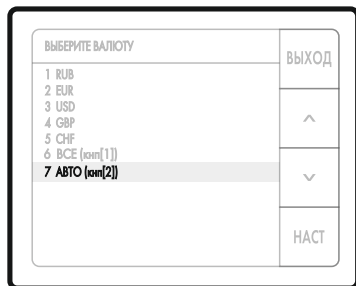 ВЫБЕРИТЕ ВАЛЮТУ
1 RUB
2 EUR
3 USD
4 GBP
5 CHF
6 ВСЕ (кнп[1])
7 АВТО (кнп[2])
ВЫХОД
НАСТ